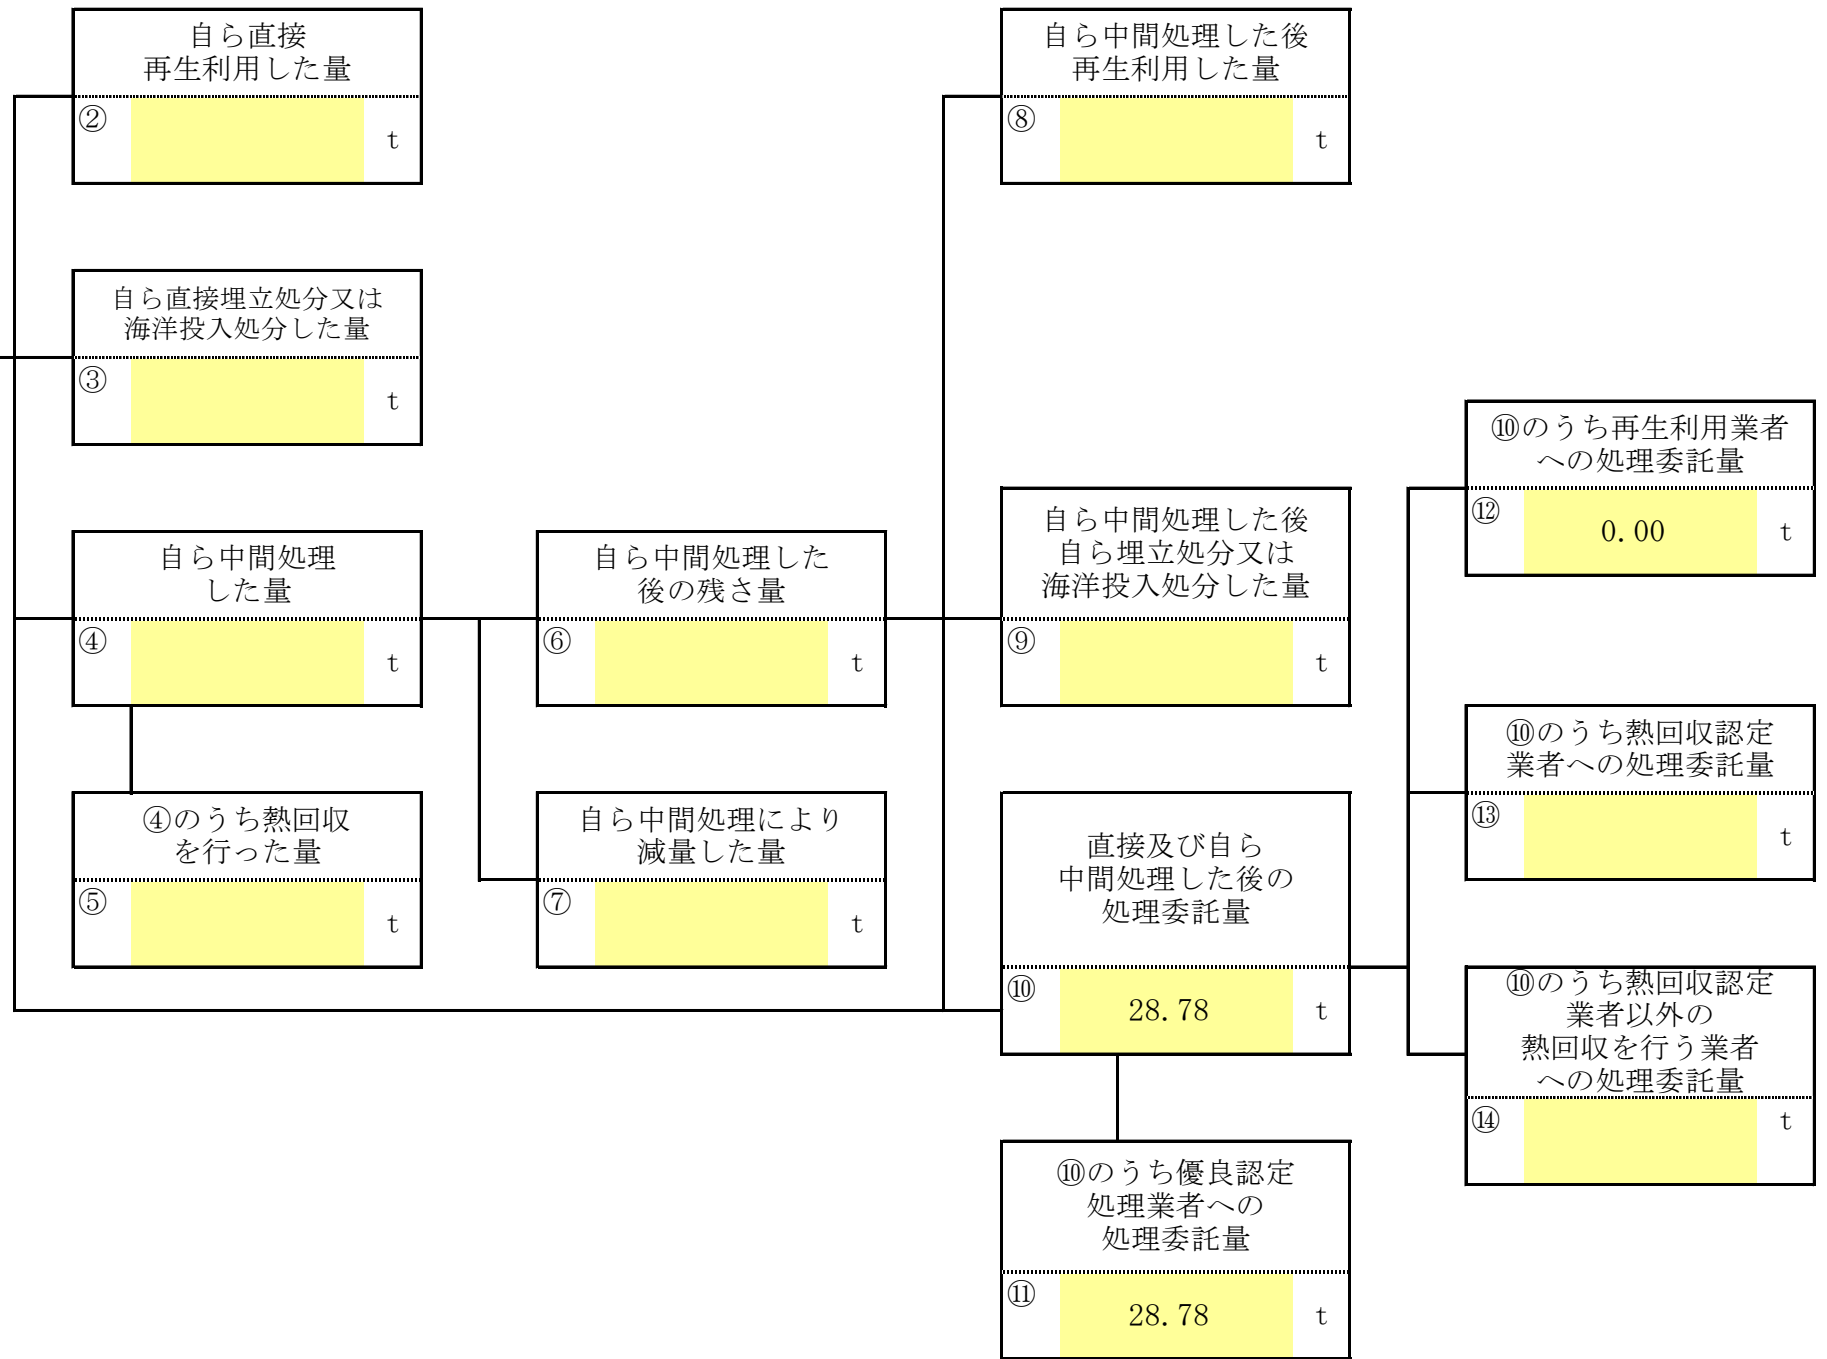 自ら直接
再生利用した量
②
t
自ら中間処理した後
再生利用した量
⑧
t
自ら直接埋立処分又は
海洋投入処分した量
③
t
⑩のうち再生利用業者
への処理委託量
⑫
0.00
t
自ら中間処理
した量
④
t
自ら中間処理した
後の残さ量
⑥
t
自ら中間処理した後
自ら埋立処分又は
海洋投入処分した量
⑨
t
⑩のうち熱回収認定
業者への処理委託量
⑬
t
④のうち熱回収
を行った量
⑤
t
自ら中間処理により
減量した量
⑦
t
直接及び自ら
中間処理した後の
処理委託量
⑩
28.78
t
⑩のうち熱回収認定
業者以外の
熱回収を行う業者
への処理委託量
⑭
t
⑩のうち優良認定
処理業者への
処理委託量
⑪
28.78
t